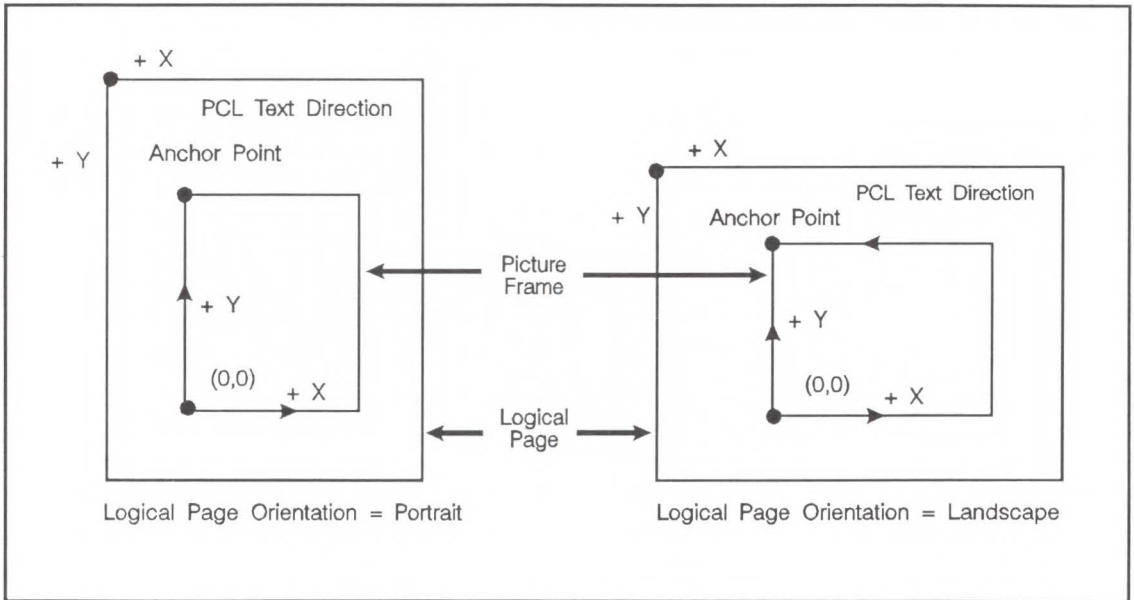 + X
PCL Text Direction
+ Y
Anchor Point
+ Y
(0,0)
+ X
Logical Page Orientation = Portrait
Picture
Frame
Logical
Page
+ X
PCL Text Direction
+ Y
Anchor Point
+ Y
(0,0)
+ X
Logical Page Orientation = Landscape